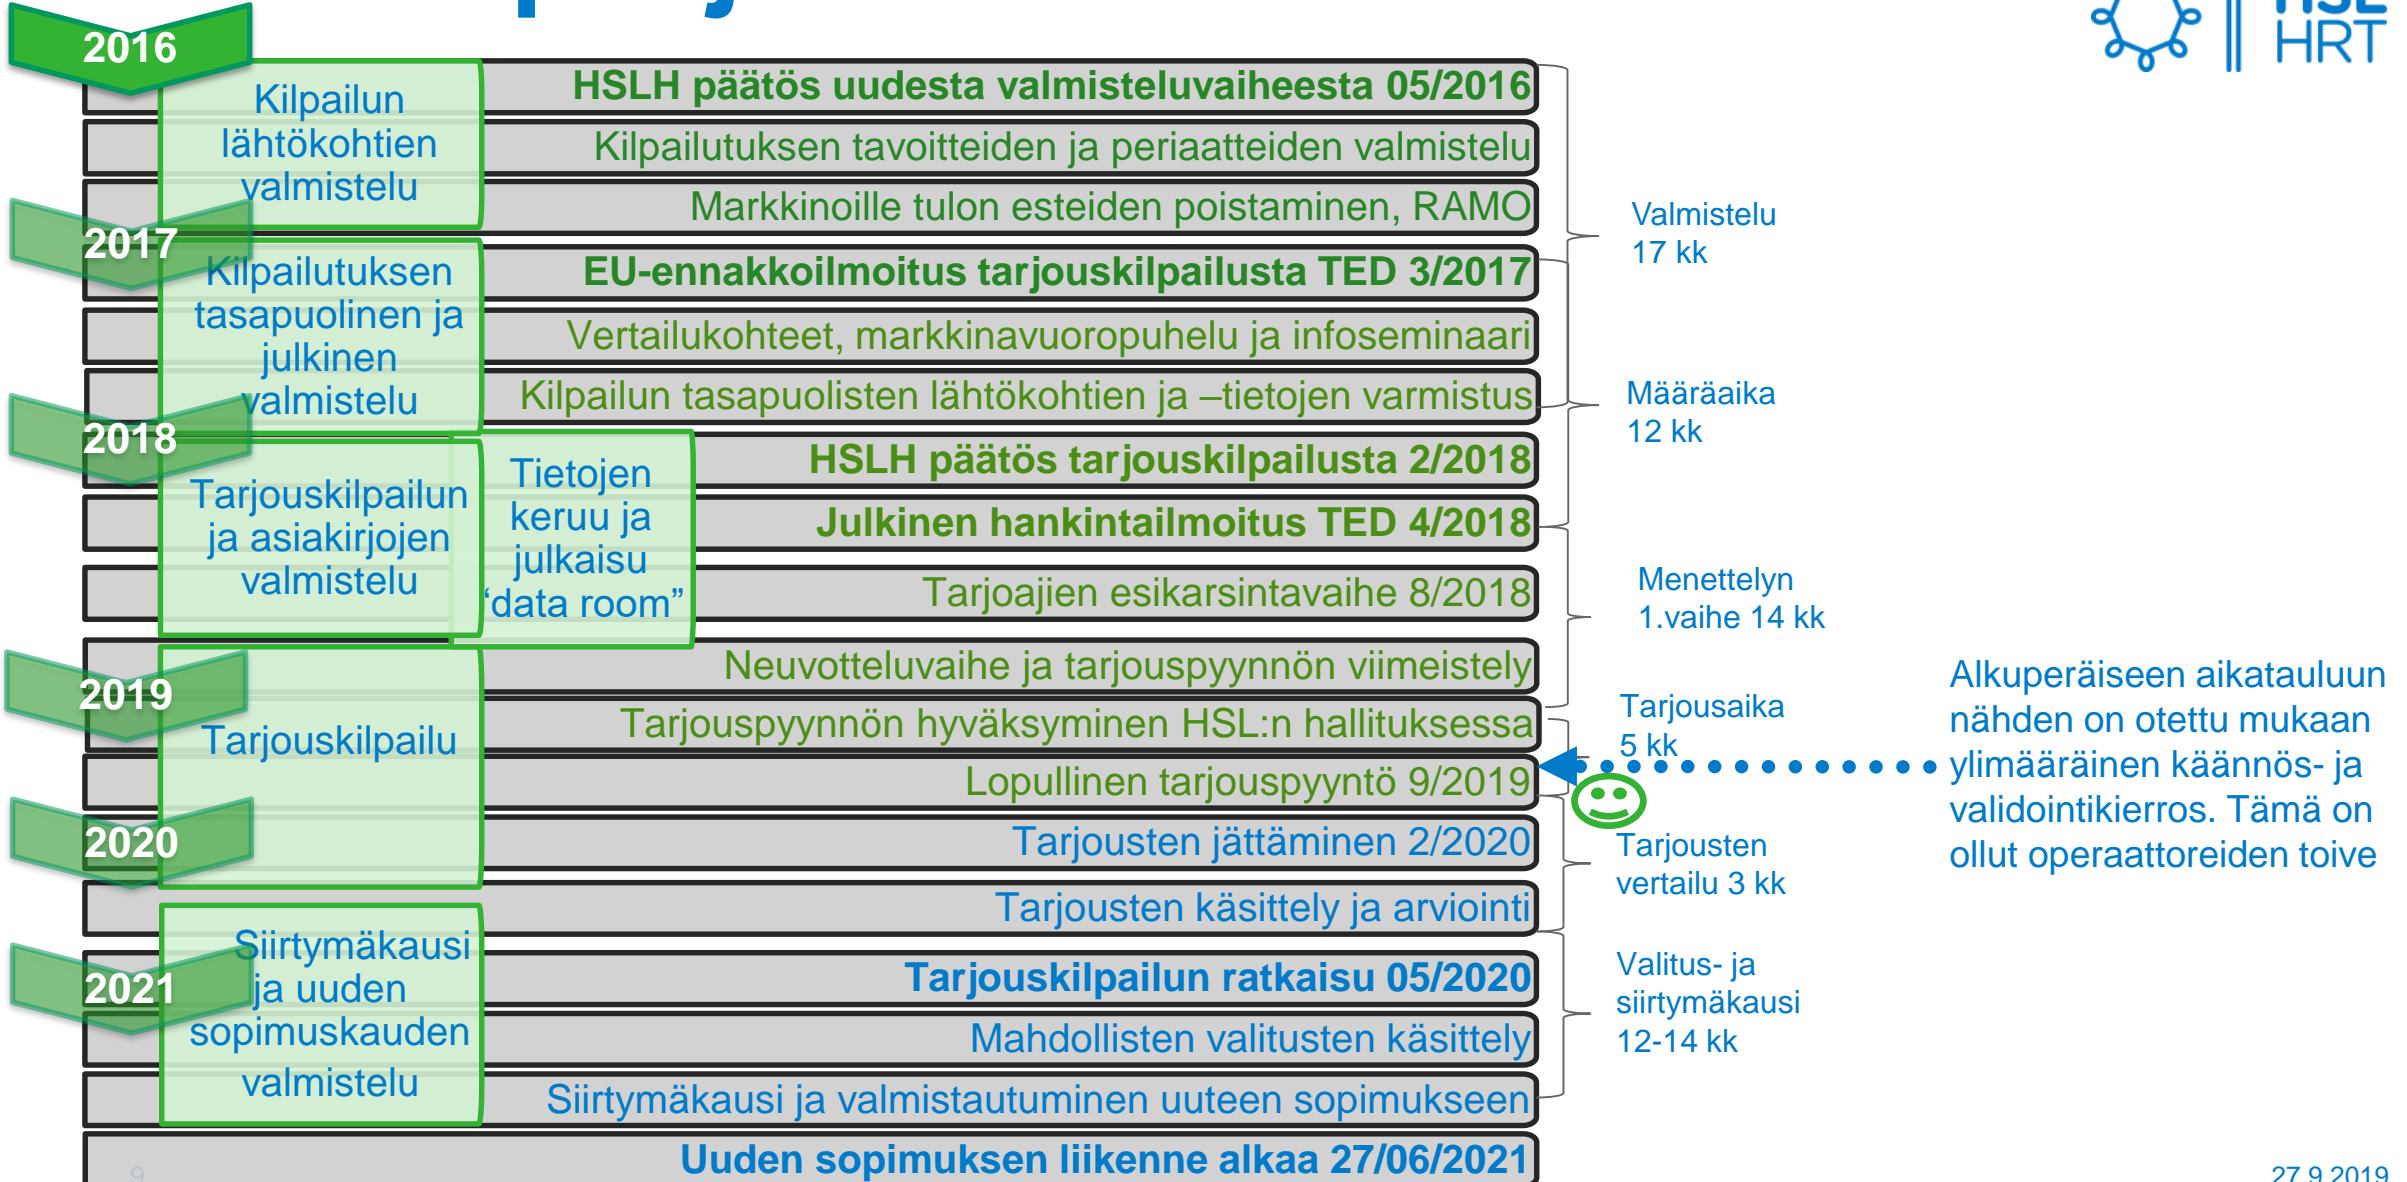 HSL
HRT
2016
Kilpailun
lähtökohtien
valmistelu
HSLH päätös uudesta valmisteluvaiheesta 05/2016
Kilpailutuksen tavoitteiden ja periaatteiden valmistelu
Markkinoille tulon esteiden poistaminen, RAMO
Valmistelu
17 kk
2017
Kilpailutuksen
tasapuolinen ja
julkinen
valmistelu
EU-ennakkoilmoitus tarjouskilpailusta TED 3/2017
Vertailukohteet, markkinavuoropuhelu ja infoseminaari
Kilpailun tasapuolisten lähtökohtien ja –tietojen varmistus
Määräaika
12 kk
2018
Tarjouskilpailun
ja asiakirjojen
valmistelu
Tietojen
keruu ja
julkaisu
“data room”
HSLH päätös tarjouskilpailusta 2/2018
Julkinen hankintailmoitus TED 4/2018
Tarjoajien esikarsintavaihe 8/2018
Menettelyn
1.vaihe 14 kk
2019
Tarjouskilpailu
Neuvotteluvaihe ja tarjouspyynnön viimeistely
Tarjouspyynnön hyväksyminen HSL:n hallituksessa
Lopullinen tarjouspyyntö 9/2019
Tarjousaika
5 kk
Alkuperäiseen aikatauluun
nähden on otettu mukaan
ylimääräinen käännös- ja
validointikierros. Tämä on
ollut operaattoreiden toive
2020
Tarjousten jättäminen 2/2020
Tarjousten käsittely ja arviointi
Tarjousten
vertailu 3 kk
2021
Siirtymäkausi
ja uuden
sopimuskauden
valmistelu
Tarjouskilpailun ratkaisu 05/2020
Mahdollisten valitusten käsittely
Siirtymäkausi ja valmistautuminen uuteen sopimukseen
Valitus- ja
siirtymäkausi
12-14 kk
Uuden sopimuksen liikenne alkaa 27/06/2021
9
27.9.2019